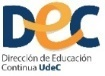 DEC
Dirección de Educación
Continua UdeC